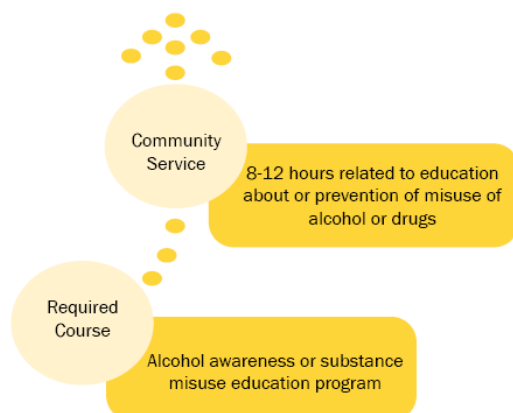 Community
Service
8-12 hours related to education
about or prevention of misuse of
alcohol or drugs
Required
Course
Alcohol awareness or substance
misuse education program